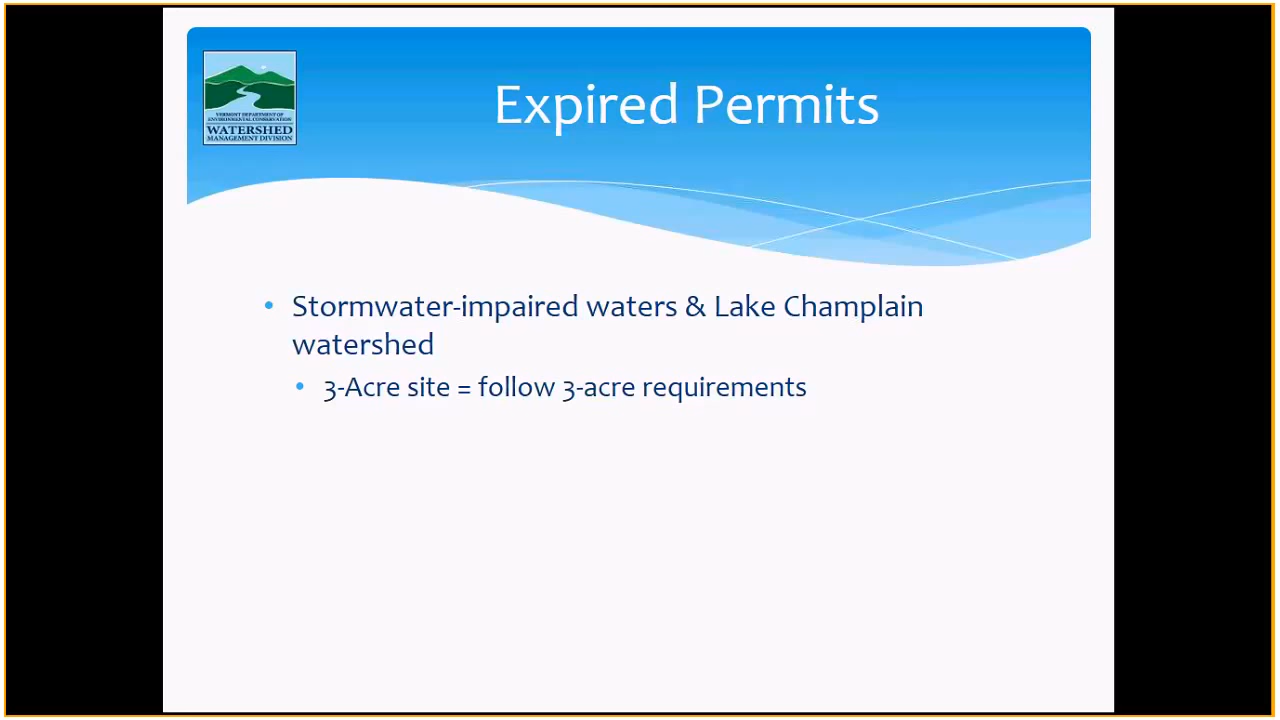 VERMONT DEPARTMENT OF
ENVIRONMENTAL CONSERVATION
WATERSHED
MANAGEMENT DIVISION
Expired Permits
• Stormwater-impaired waters & Lake Champlain
watershed
• 3-Acre site = follow 3-acre requirements